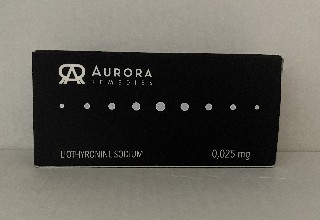 AURORA
REMEDIES
LIOTHYRONINE SODIUM 0,025 mg